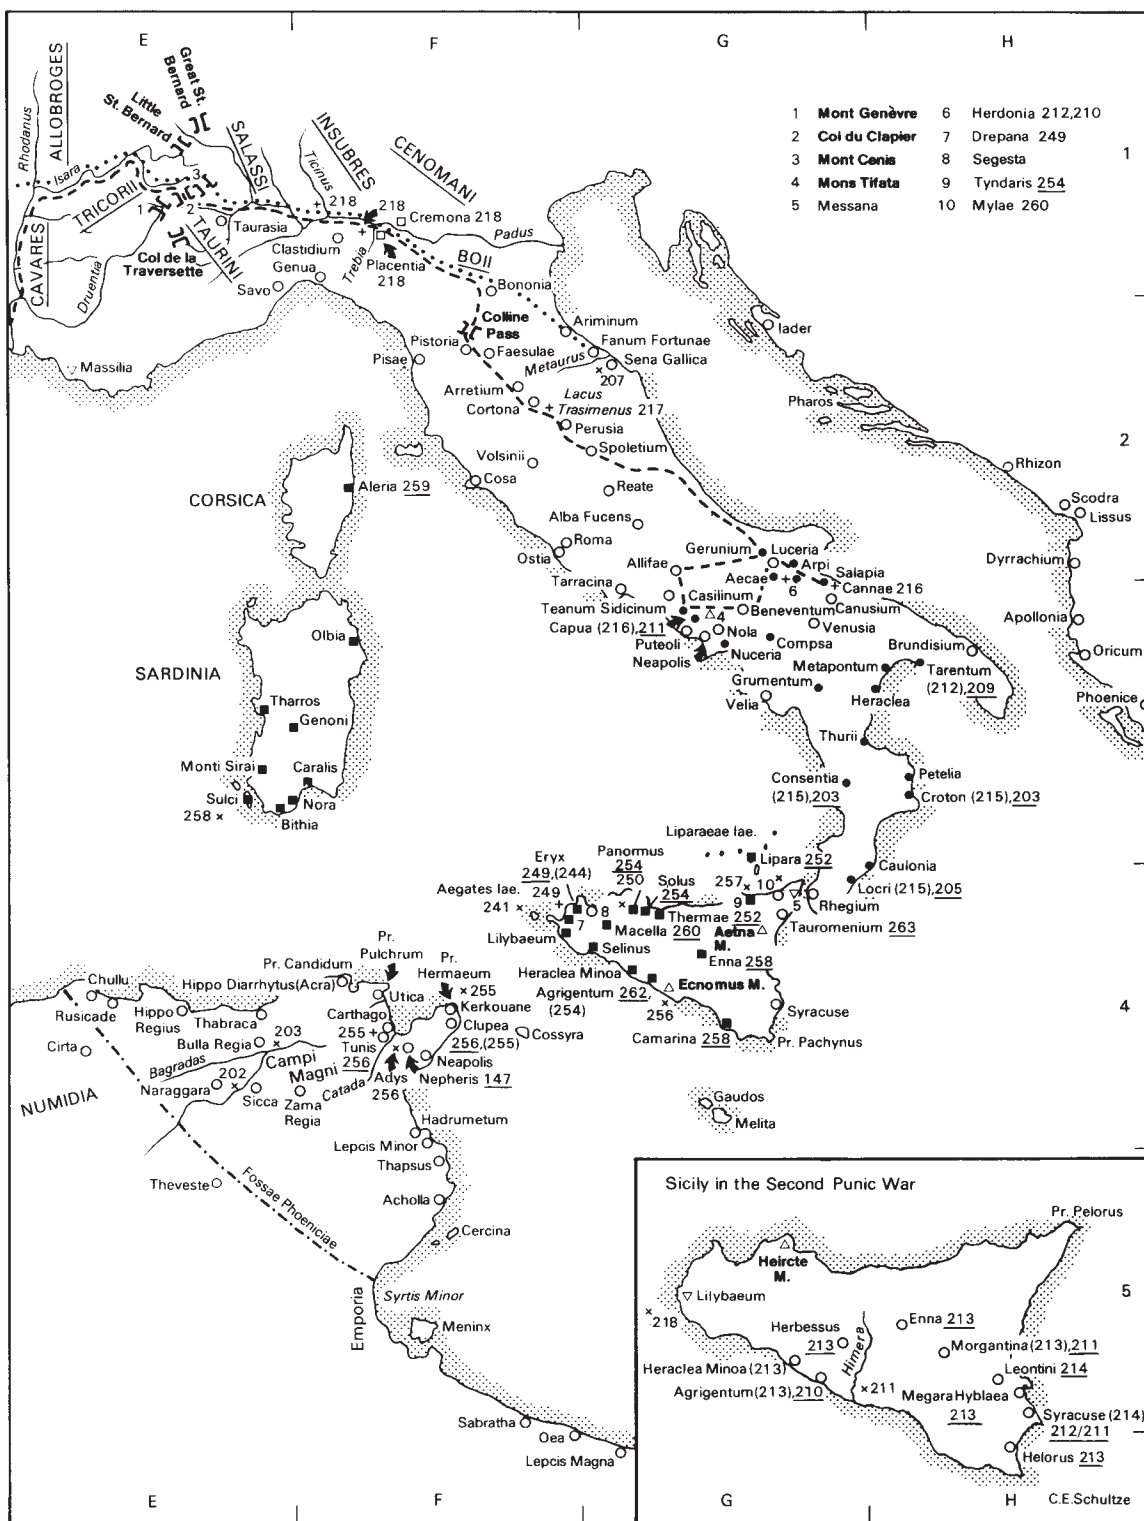 E
F
G
H
Rhodanus
ALLOBROGES
Great St.
Bernard
Little
St. Bernard
Isara
TRICORII
SALASSI
INSUBRES
Ticinus
CENOMANI
3
1
2
CAVARES
Druentia
TAURINI
Taurasia
Col de la
Traversette
218
218
Cremona 218
Clastidium
Trebia
Placentia
218
Padus
BOII
Genua
Savo
Bononia
1 Mont Genèvre
2 Col du Clapier
3 Mont Cenis
4 Mons Tifata
5 Messana
6 Herdonia 212,210
7 Drepana 249
8 Segesta
9 Tyndaris 254
10 Mylae 260
1
Massilia
Colline
Pass
Pistoria
Pisae
Faesulae
Ariminum
Fanum Fortunae
Metaurus
Sena Gallica
207
Iader
Arretium
Cortona
Lacus
Trasimenus 217
Perusia
Spoletium
Pharos
2
Volsinii
Cosa
Reate
Rhizon
CORSICA
Aleria 259
Scodra
Lissus
Alba Fucens
Roma
Ostia
Gerunium
Luceria
Arpi
Dyrrachium
Allifae
Aecae
6
Salapia
Cannae 216
Tarracina
Casilinum
Teanum Sidicinum
4
Beneventum
Canusium
Capua (216),211
Nola
Venusia
Apollonia
Olbia
Puteoli
Neapolis
Nuceria
Compsa
Brundisium
Oricum
SARDINIA
Metapontum
Tarentum
(212),209
Grumentum
Velia
Heraclea
Phoenice
Tharros
Genoni
Thurii
Monti Sirai
Caralis
Consentia
(215),203
Petelia
Croton (215),203
Sulci
258
Nora
Bithia
Liparaeae Iae.
Lipara 252
Caulonia
Eryx
249,(244)
Panormus
254
250
Solus
254
257
10
Locri (215),205
Aegates Iae.
241
249
8
9
5
Rhegium
7
Thermae 252
Tauromenium 263
Macella 260
Aetna
M.
Lilybaeum
Selinus
Enna 258
Pr.
Pulchrum
Pr.
Hermaeum
Heraclea Minoa
Agrigentum 262,
(254)
Ecnomus M.
256
Syracuse
Camarina 258
Pr. Pachynus
Pr. Candidum
Hippo Diarrhytus(Acra)
Chullu
Rusicade
Hippo
Regius
Thabraca
Utica
255
Kerkouane
Carthago
255
Clupea
256,(255)
Cossyra
4
Cirta
Bulla Regia
203
Tunis
256
Neapolis
Bagradas
Campi
Magni
Adys
256
Nepheris 147
Naraggara
202
Sicca
Zama
Regia
Catada
NUMIDIA
Gaudos
Melita
Hadrumetum
Lepcis Minor
Thapsus
Theveste
Fossae Phoeniciae
Acholla
Cercina
Emporia
Syrtis Minor
Meninx
Sabratha
Oea
Lepcis Magna
Sicily in the Second Punic War
Pr. Pelorus
Heircte
M.
Lilybaeum
218
5
Enna 213
Herbessus
213
Himera
Morgantina (213),211
Heraclea Minoa (213)
Leontini 214
Agrigentum(213),210
211
Megara Hyblaea
213
Syracuse (214)
212/211
Helorus 213
C.E.Schultze
E
F
G
H